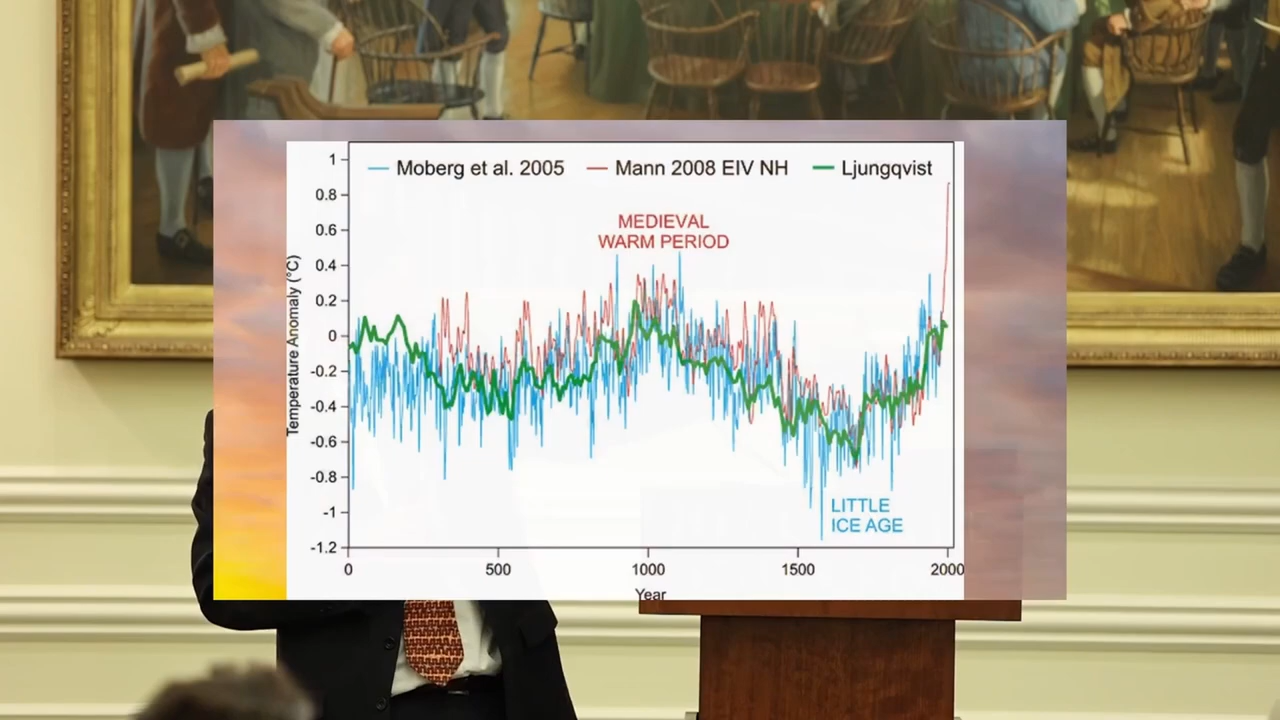 Moberg et al. 2005 Mann 2008 EIV NH Ljungqvist
MEDIEVAL
WARM PERIOD
LITTLE
ICE AGE
Temperature Anomaly (°C)
1
0.8
0.6
0.4
0.2
0
-0.2
-0.4
-0.6
-0.8
-1
-1.2
0 500 1000 1500 2000
Year